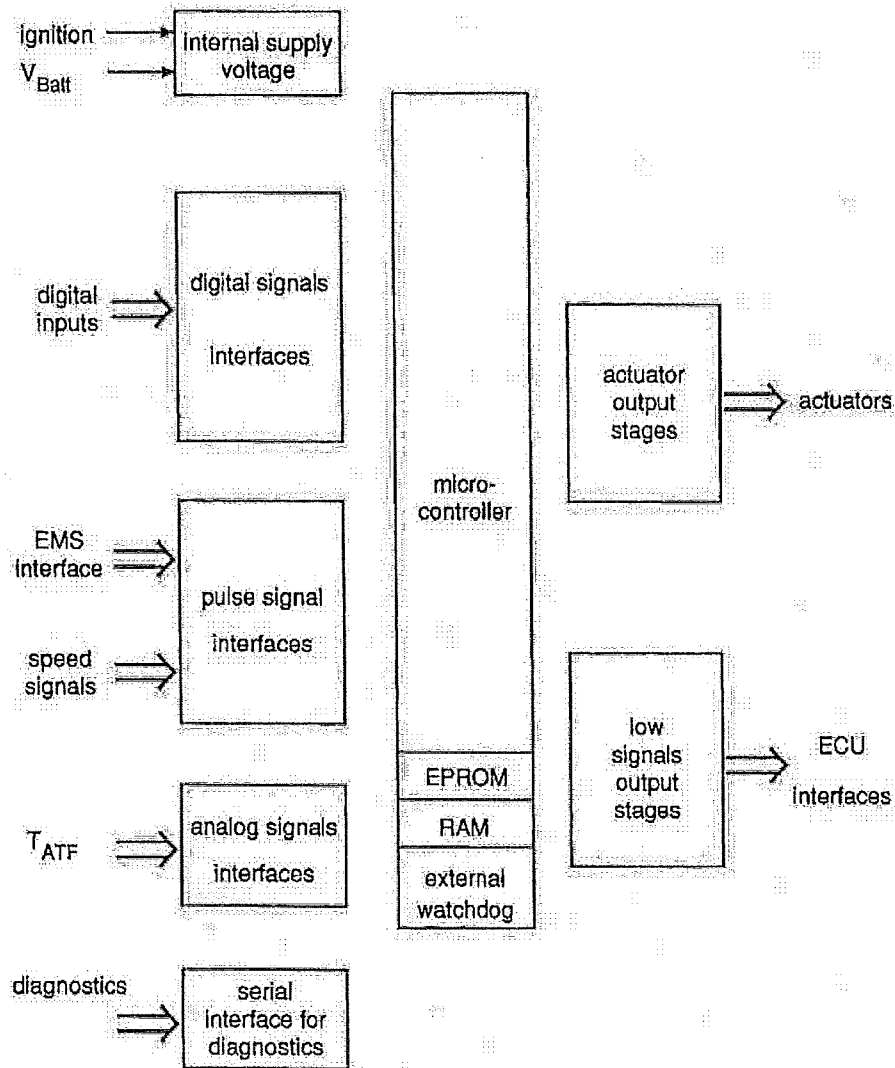 ignition
V Batt
internal supply
voltage
digital
inputs
digital signals
interfaces
EMS
interface
speed
signals
pulse signal
interfaces
T ATF
analog signals
interfaces
diagnostics
serial
interface for
diagnostics
micro-
controller
EPROM
RAM
external
watchdog
actuator
output
stages
actuators
low
signals
output
stages
ECU
interfaces